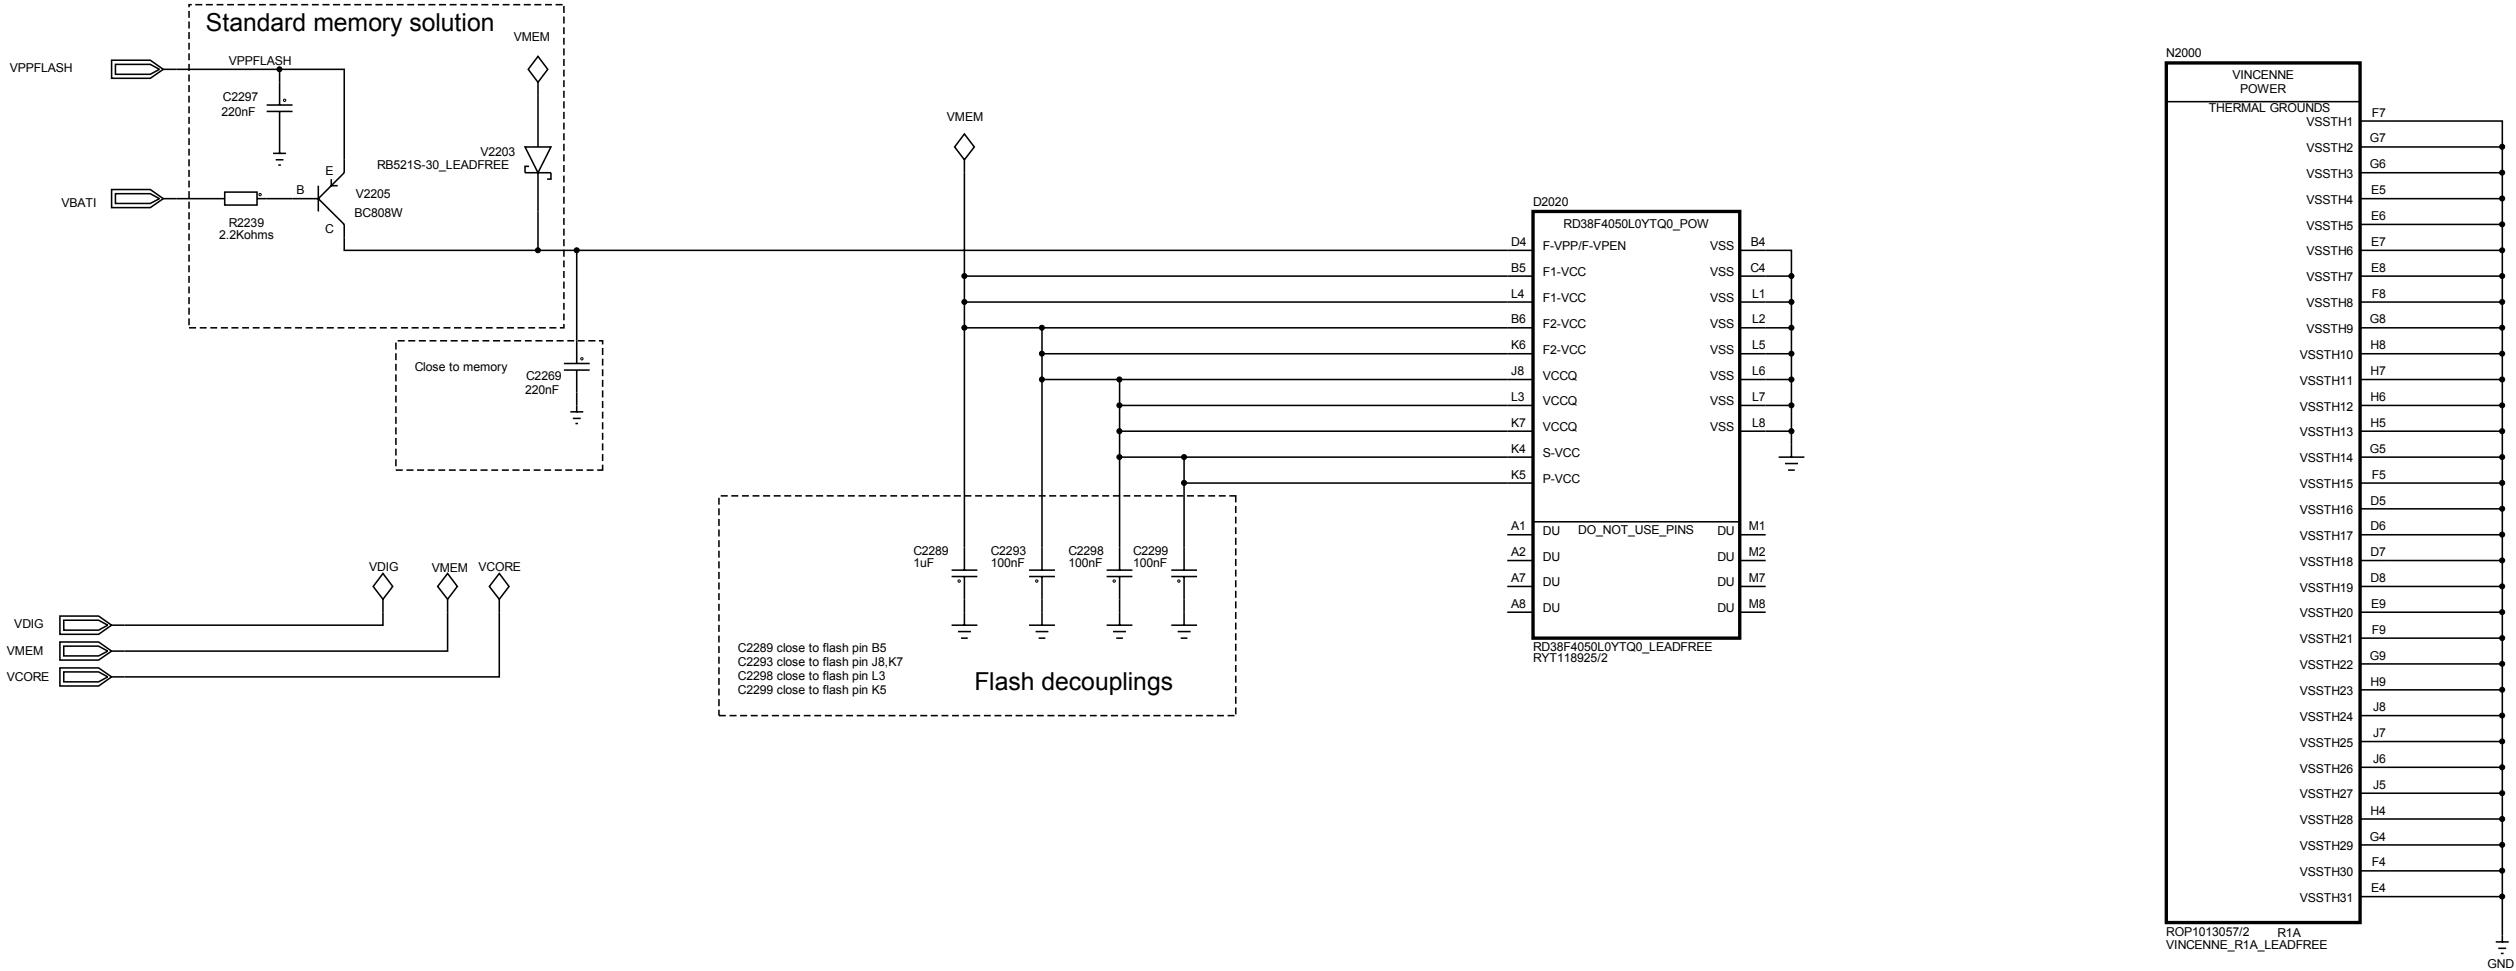 Standard memory solution
VMEM
VPPFLASH
VPPFLASH
C2297
220nF
V2203
RB521S-30_LEADFREE
E
B
C
V2205
BC808W
VBATI
R2239
2.2Kohms
Close to memory
C2269
220nF
VDIG
VMEM
VCORE
VDIG
VMEM
VCORE
VMEM
C2289
1uF
C2293
100nF
C2298
100nF
C2299
100nF
C2289 close to flash pin B5
C2293 close to flash pin J8,K7
C2298 close to flash pin L3
C2299 close to flash pin K5
Flash decouplings
D2020
RD38F4050L0YTQ0_POW
D4 F-VPP/F-VPEN VSS B4
B5 F1-VCC VSS C4
L4 F1-VCC VSS L1
B6 F2-VCC VSS L2
K6 F2-VCC VSS L5
J8 VCCQ VSS L6
L3 VCCQ VSS L7
K7 VCCQ VSS L8
K4 S-VCC
K5 P-VCC
A1 DU DO_NOT_USE_PINS DU M1
A2 DU DU M2
A7 DU DU M7
A8 DU DU M8
RD38F4050L0YTQ0_LEADFREE
RYT118925/2
N2000
VINCENNE
POWER
THERMAL GROUNDS
VSSTH1 F7
VSSTH2 G7
VSSTH3 G6
VSSTH4 E5
VSSTH5 E6
VSSTH6 E7
VSSTH7 E8
VSSTH8 F8
VSSTH9 G8
VSSTH10 H8
VSSTH11 H7
VSSTH12 H6
VSSTH13 H5
VSSTH14 G5
VSSTH15 F5
VSSTH16 D5
VSSTH17 D6
VSSTH18 D7
VSSTH19 D8
VSSTH20 E9
VSSTH21 F9
VSSTH22 G9
VSSTH23 H9
VSSTH24 J8
VSSTH25 J7
VSSTH26 J6
VSSTH27 J5
VSSTH28 H4
VSSTH29 G4
VSSTH30 F4
VSSTH31 E4
ROP1013057/2 R1A
VINCENNE_R1A_LEADFREE
GND